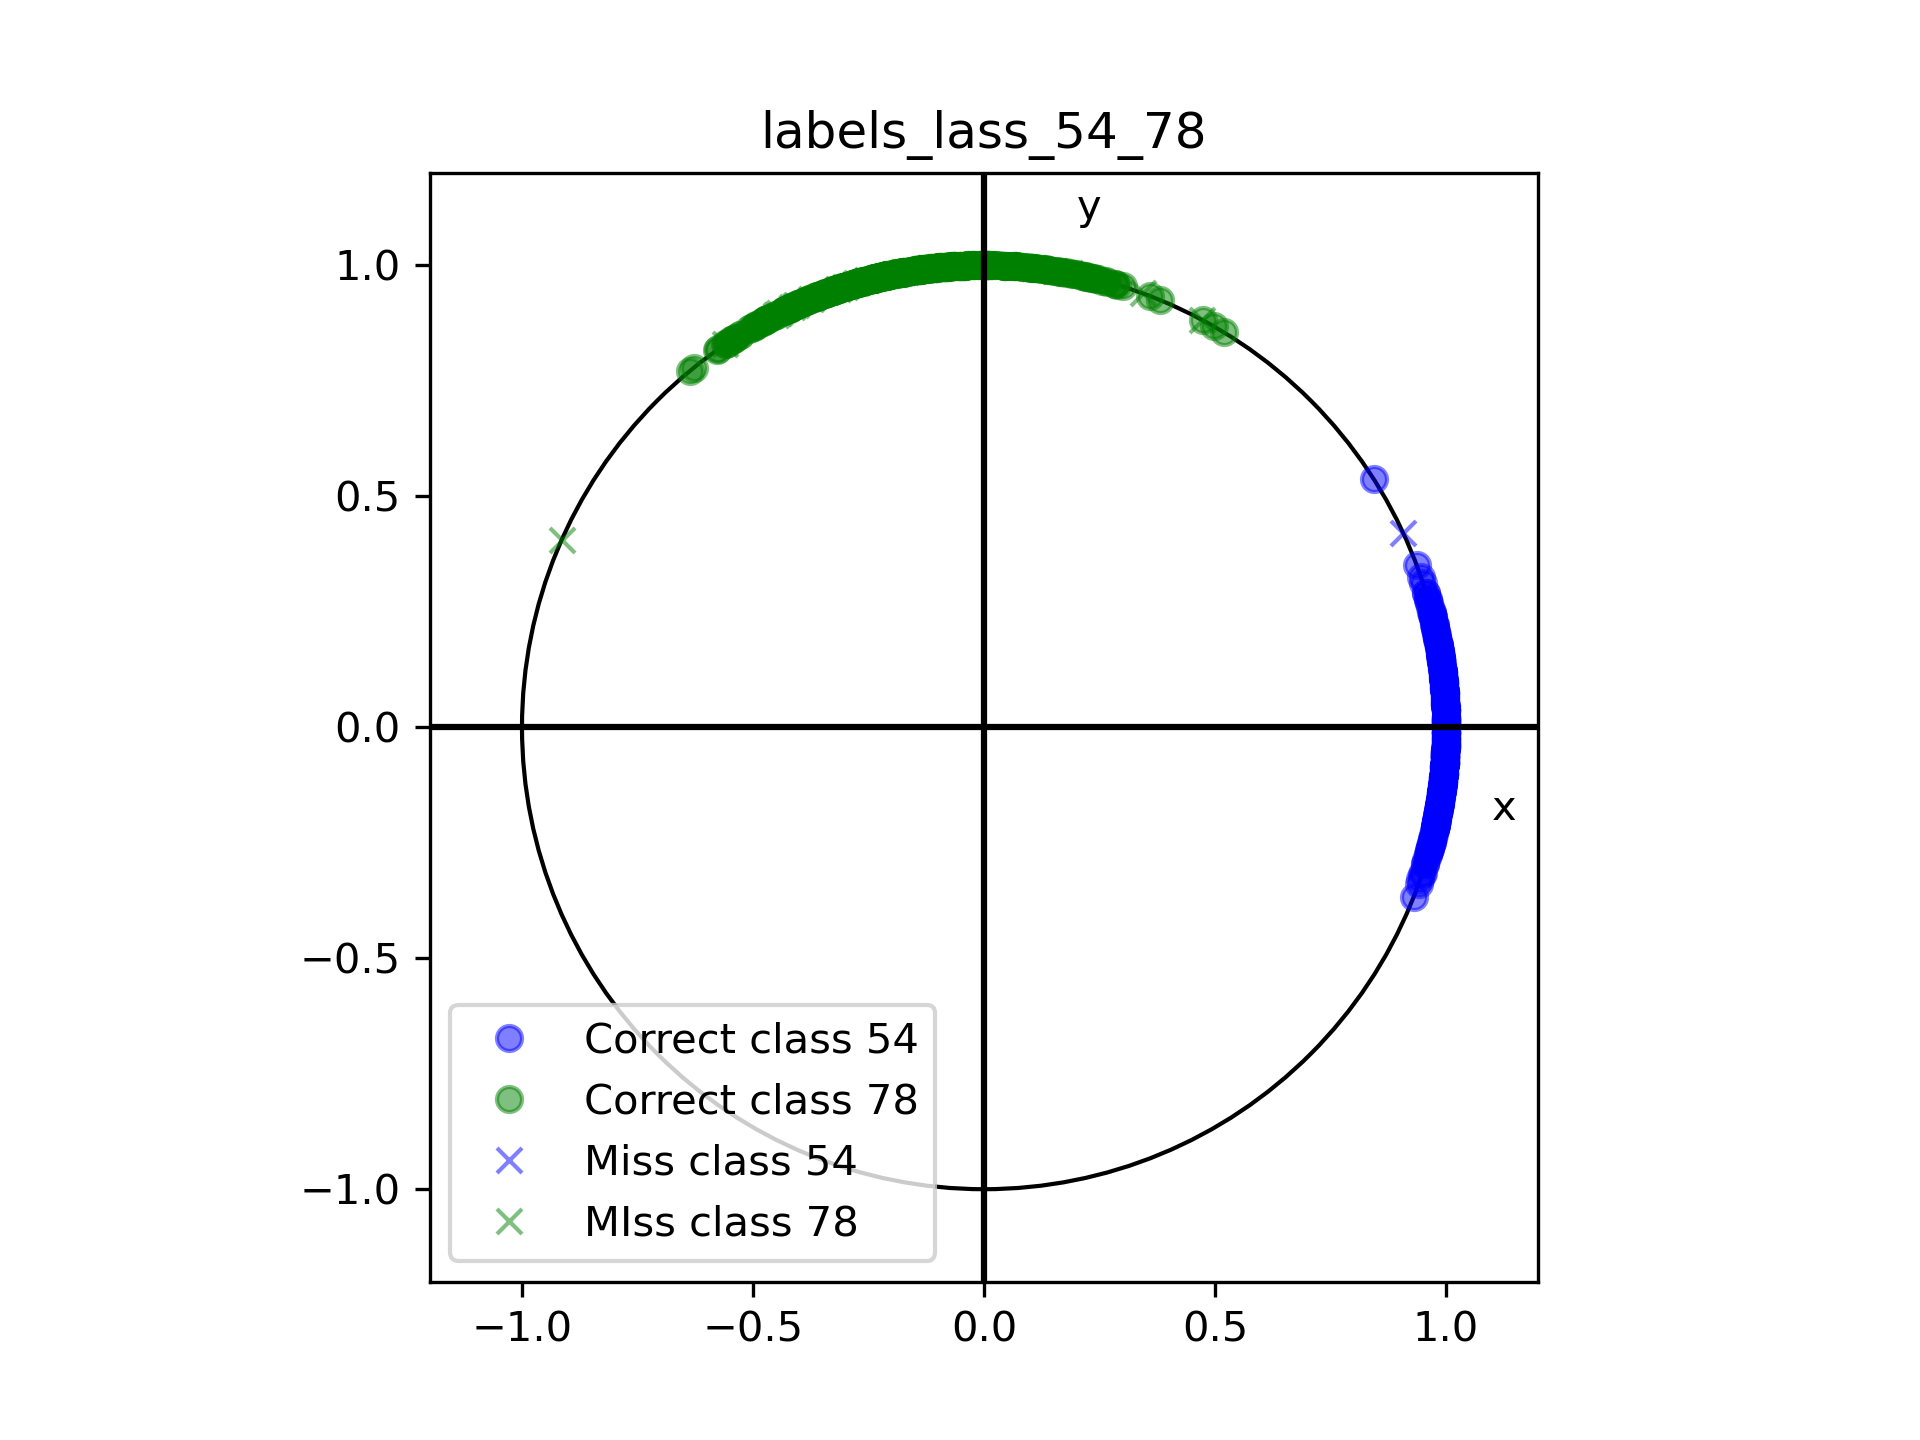 labels_lass_54_78
y
1.0
0.5
0.0
−0.5
−1.0
x
Correct class 54
Correct class 78
Miss class 54
MIss class 78
−1.0 −0.5 0.0 0.5 1.0